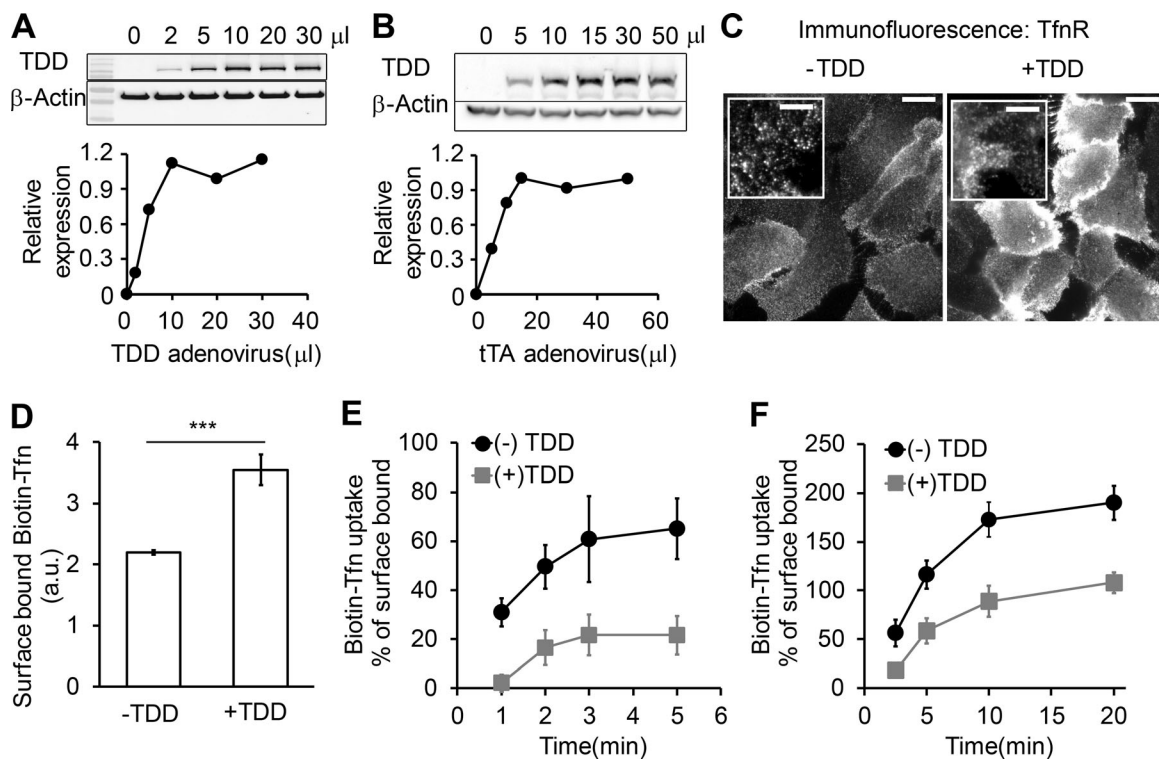 A
0 2 5 10 20 30 μl
TDD
β-Actin
Relative
expression
1.2
0.9
0.6
0.3
0
0 10 20 30 40
TDD adenovirus(μl)
B
0 5 10 15 30 50 μl
TDD
β-Actin
Relative
expression
1.2
0.9
0.6
0.3
0
0 20 40 60
tTA adenovirus(μl)
C
Immunofluorescence: TfnR
- TDD +TDD
D
Surface bound Biotin-Tfn
(a.u.)
4
3
2
1
0
***
-TDD +TDD
E
Biotin-Tfn uptake
% of surface bound
100
80
60
40
20
0
(-) TDD
(+)TDD
0 1 2 3 4 5 6
Time(min)
F
Biotin-Tfn uptake
% of surface bound
250
200
150
100
50
0
(-) TDD
(+)TDD
0 5 10 15 20
Time(min)